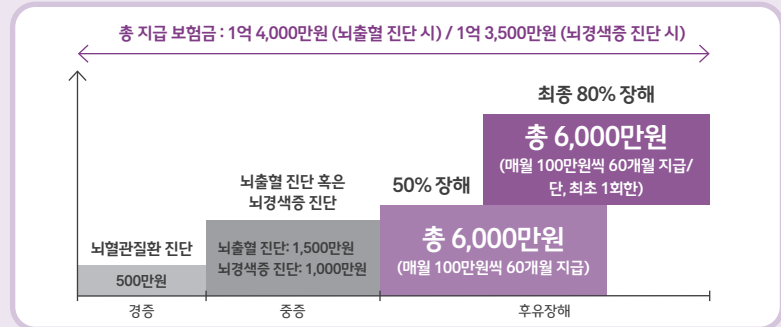 총 지급 보험금 : 1억 4,000만원 (뇌출혈 진단 시) / 1억 3,500만원 (뇌경색증 진단 시)
최종 80% 장해
총 6,000만원
(매월 100만원씩 60개월 지급/
단, 최초 1회한)
뇌출혈 진단 혹은
뇌경색증 진단
50% 장해
총 6,000만원
(매월 100만원씩 60개월 지급)
뇌혈관질환 진단
500만원
뇌출혈 진단: 1,500만원
뇌경색증 진단: 1,000만원
경증
중증
후유장해